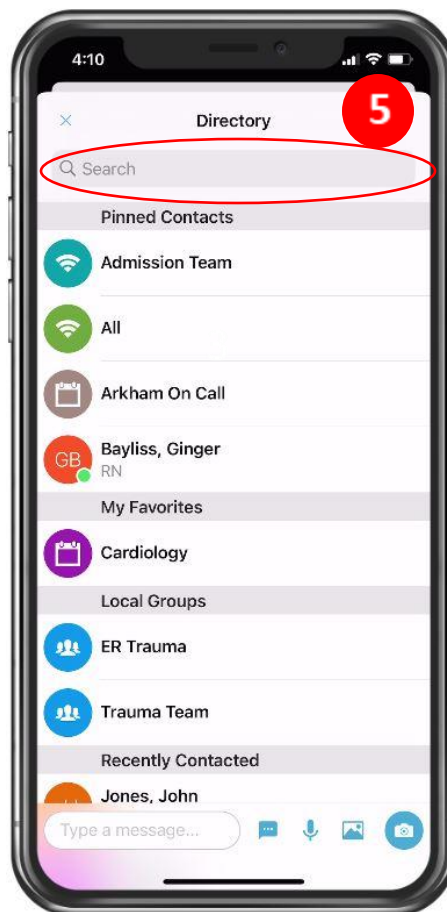 4:10
5
Directory
Search
Pinned Contacts
Admission Team
All
Arkham On Call
GB
Bayliss, Ginger
RN
My Favorites
Cardiology
Local Groups
ER Trauma
Trauma Team
Recently Contacted
Jones, John
Type a message...